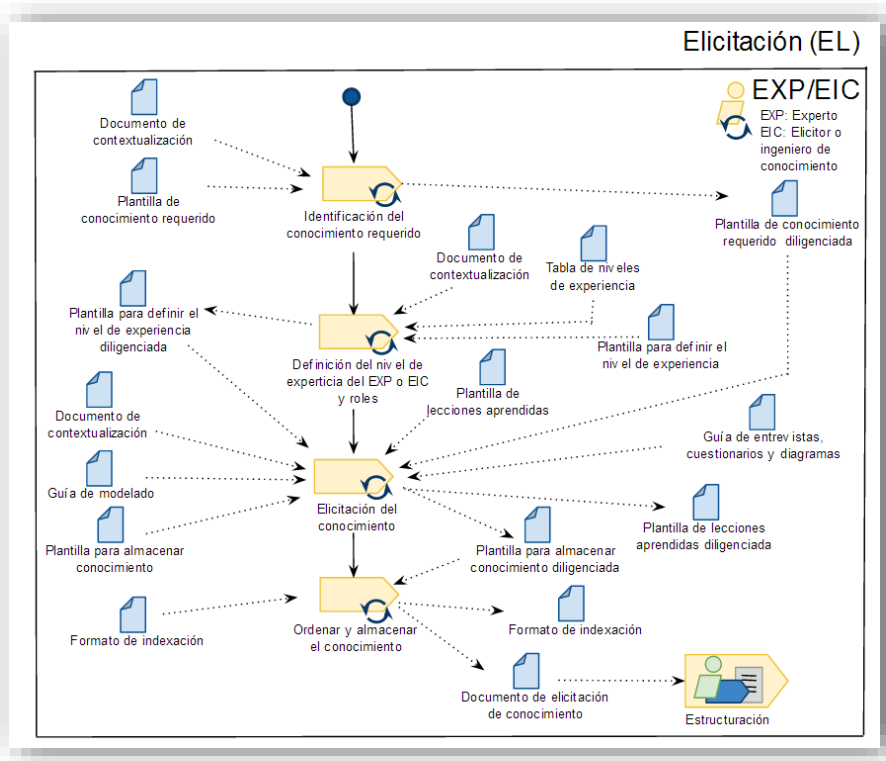 Elicitación (EL)
EXP/EIC
EXP: Experto
EIC: Elicitor o
ingeniero de
conocimiento
Documento de
contextualización
Plantilla de
conocimiento requerido
Identificación del
conocimiento requerido
Plantilla de conocimiento
requerido diligenciada
Documento de
contextualización
Tabla de niveles
de experiencia
Plantilla para definir el
nivel de experiencia
diligenciada
Plantilla para definir el
nivel de experiencia
Definición del nivel de
experticia del EXP o EIC
y roles
Plantilla de
lecciones aprendidas
Documento de
contextualización
Guía de entrevistas,
cuestionarios y diagramas
Guía de modelado
Elicitación del
conocimiento
Plantilla de lecciones
aprendidas diligenciada
Plantilla para almacenar
conocimiento
Plantilla para almacenar
conocimiento diligenciada
Formato de indexación
Ordenar y almacenar
el conocimiento
Formato de indexación
Documento de elicitación
de conocimiento
Estructuración